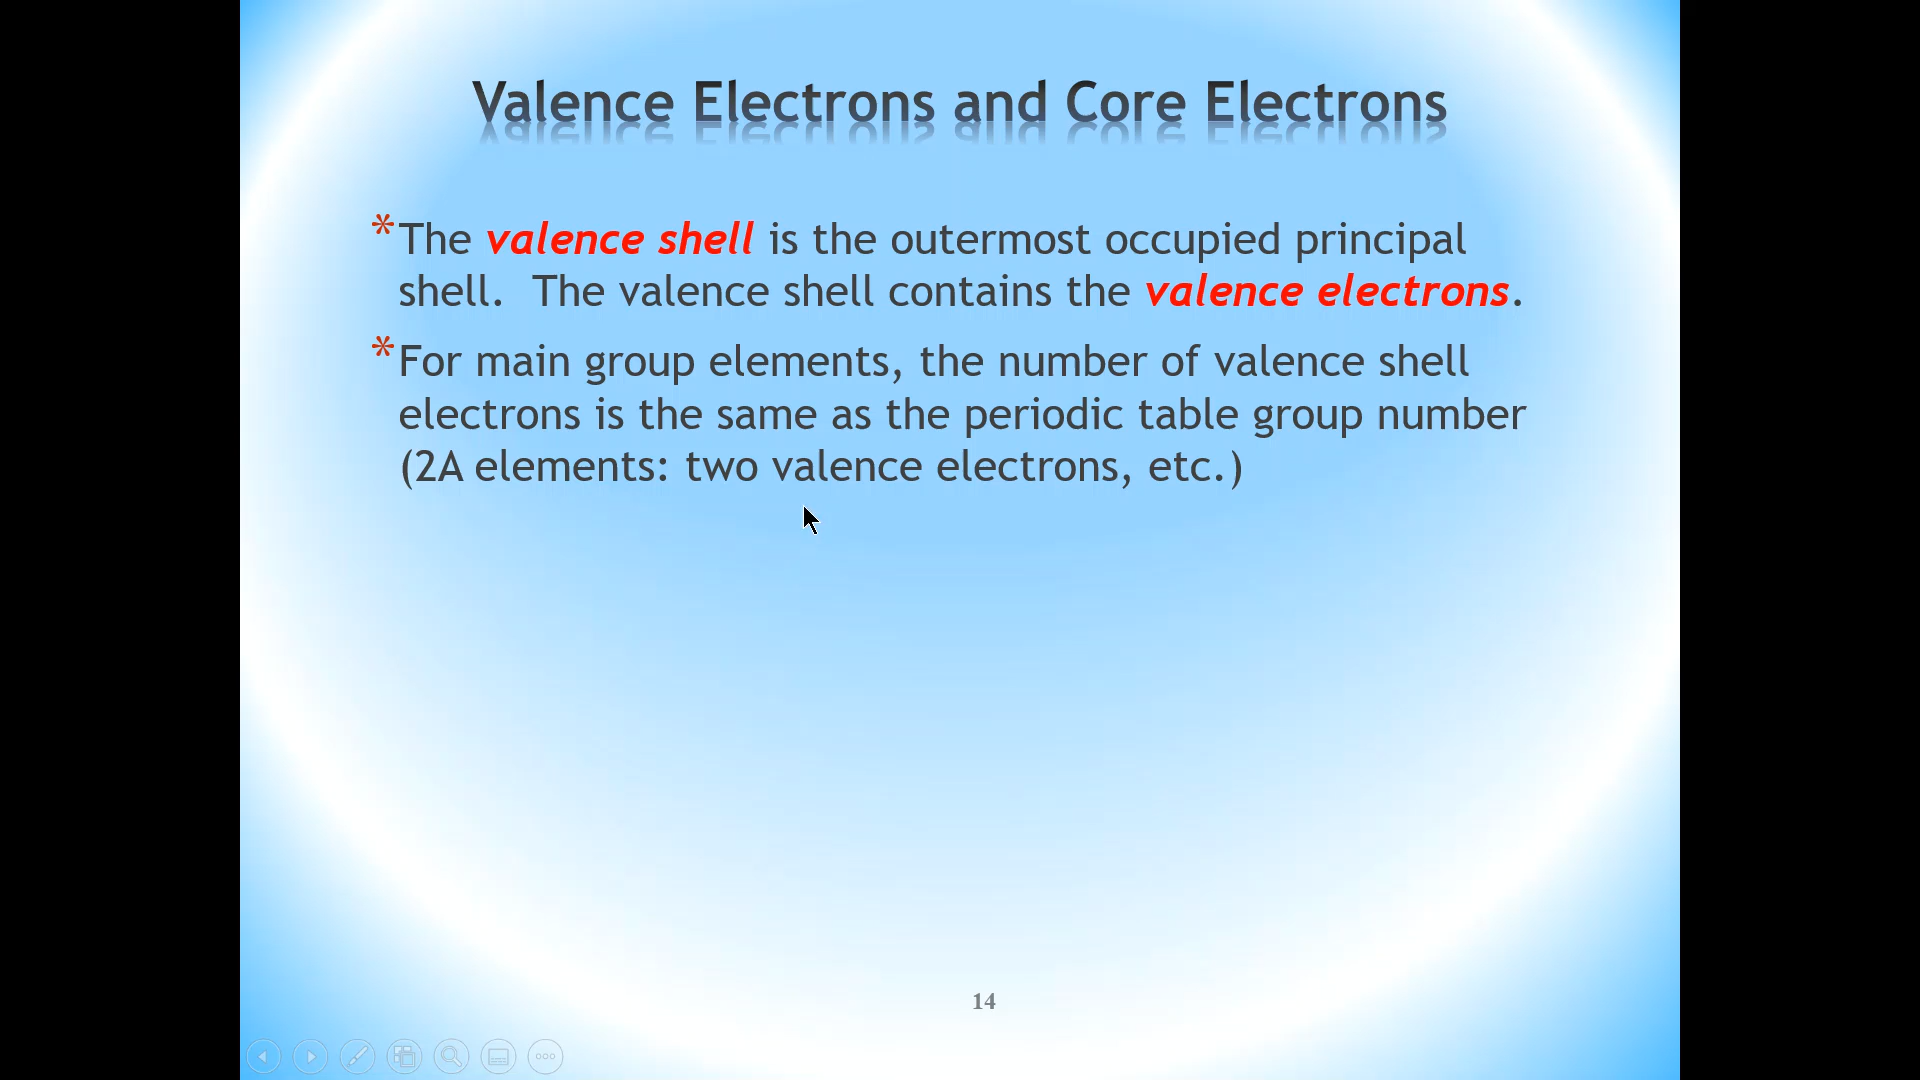 Valence Electrons and Core Electrons
* The valence shell is the outermost occupied principal
shell.  The valence shell contains the valence electrons.
* For main group elements, the number of valence shell
electrons is the same as the periodic table group number
(2A elements: two valence electrons, etc.)
14